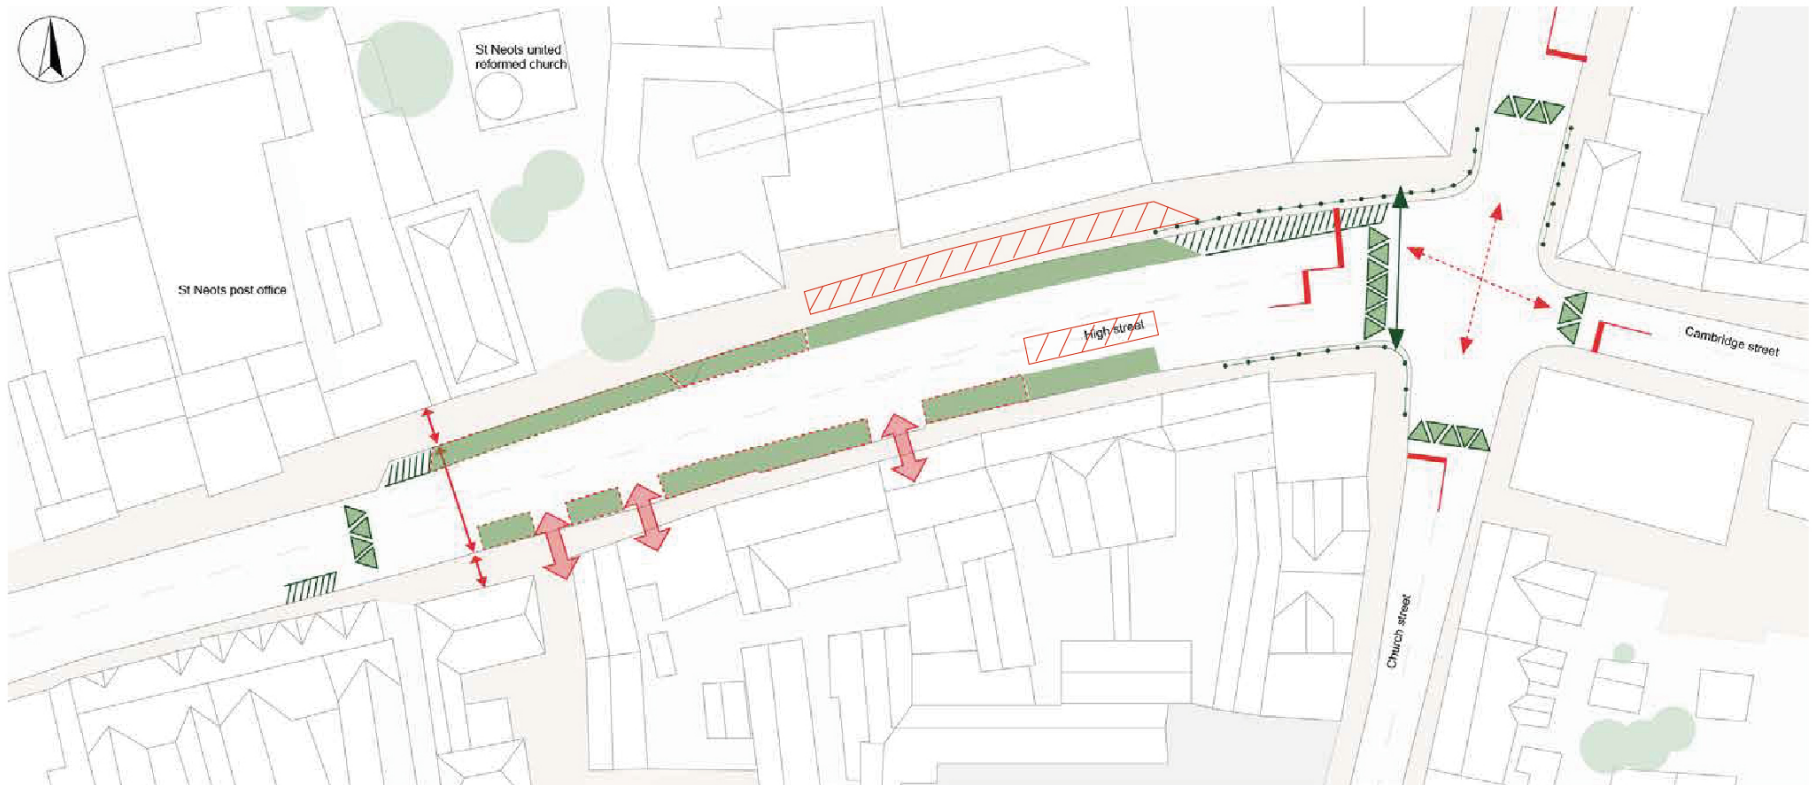 St Neots united
reformed church
St Neots post office
High street
Cambridge street
Church street